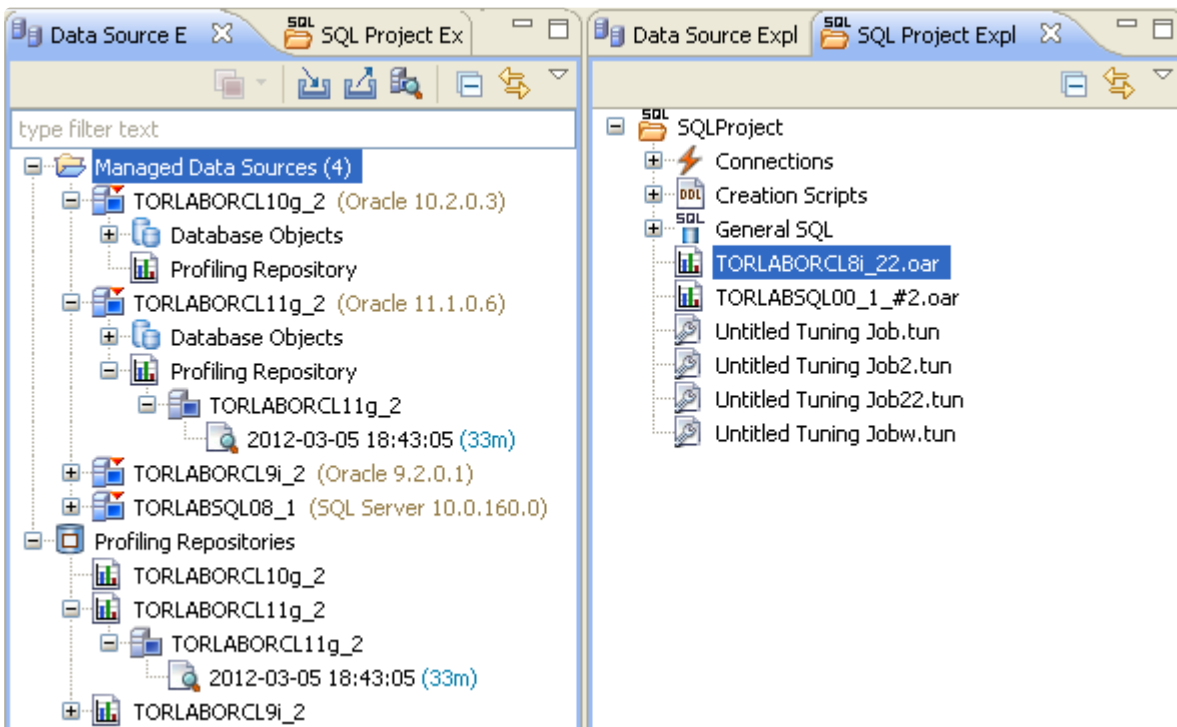 Data Source E
SQL Project Ex
type filter text
Managed Data Sources (4)
TORLABORCL10g_2 (Oracle 10.2.0.3)
Database Objects
Profiling Repository
TORLABORCL11g_2 (Oracle 11.1.0.6)
Database Objects
Profiling Repository
TORLABORCL11g_2
2012-03-05 18:43:05 (33m)
TORLABORCL9i_2 (Oracle 9.2.0.1)
TORLABSQL08_1 (SQL Server 10.0.160.0)
Profiling Repositories
TORLABORCL10g_2
TORLABORCL11g_2
TORLABORCL11g_2
2012-03-05 18:43:05 (33m)
TORLABORCL9i_2
Data Source Expl
SQL Project Expl
SQLProject
Connections
Creation Scripts
General SQL
TORLABORCL8i_22.oar
TORLABSQL00_1_#2.oar
Untitled Tuning Job.tun
Untitled Tuning Job2.tun
Untitled Tuning Job22.tun
Untitled Tuning Jobw.tun